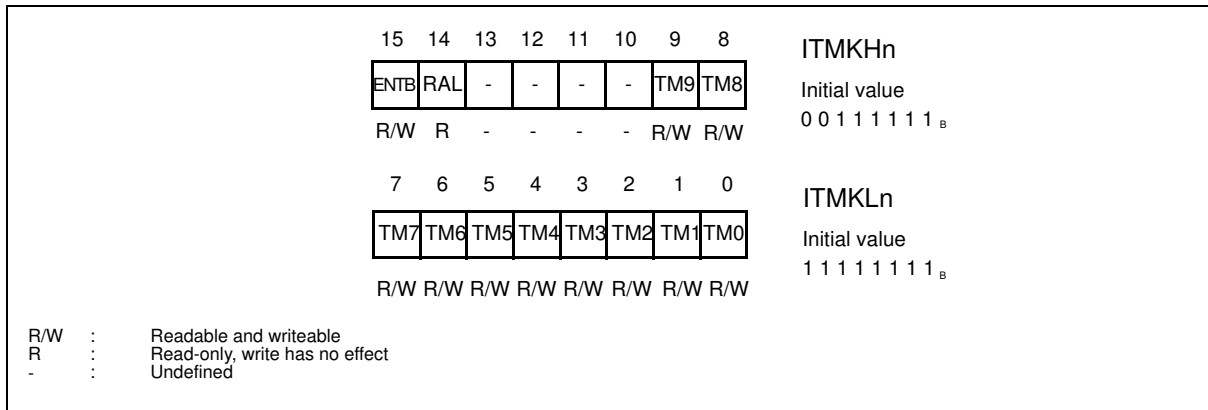 15 14 13 12 11 10 9 8
ITMKHn
ENTB RAL - - - - TM9 TM8
Initial value
0 0 1 1 1 1 1 1 B
R/W R - - - - R/W R/W
7 6 5 4 3 2 1 0
ITMKLn
TM7 TM6 TM5 TM4 TM3 TM2 TM1 TM0
Initial value
1 1 1 1 1 1 1 1 B
R/W R/W R/W R/W R/W R/W R/W R/W
R/W : Readable and writeable
R : Read-only, write has no effect
- : Undefined